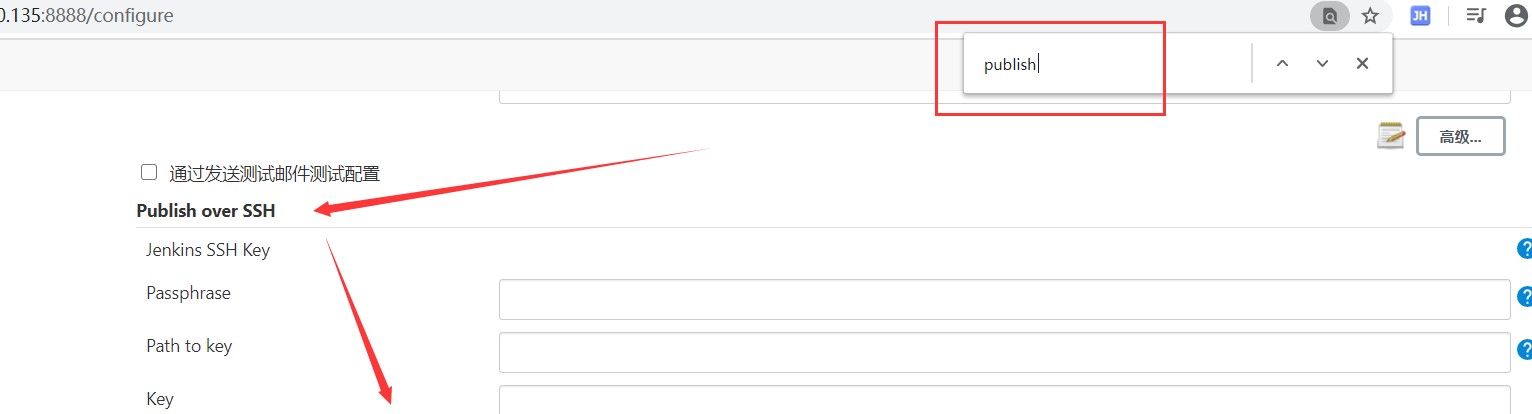 0.135:8888/configure
JH
publish
高级...
通过发送测试邮件测试配置
Publish over SSH
Jenkins SSH Key
?
Passphrase
?
Path to key
?
Key